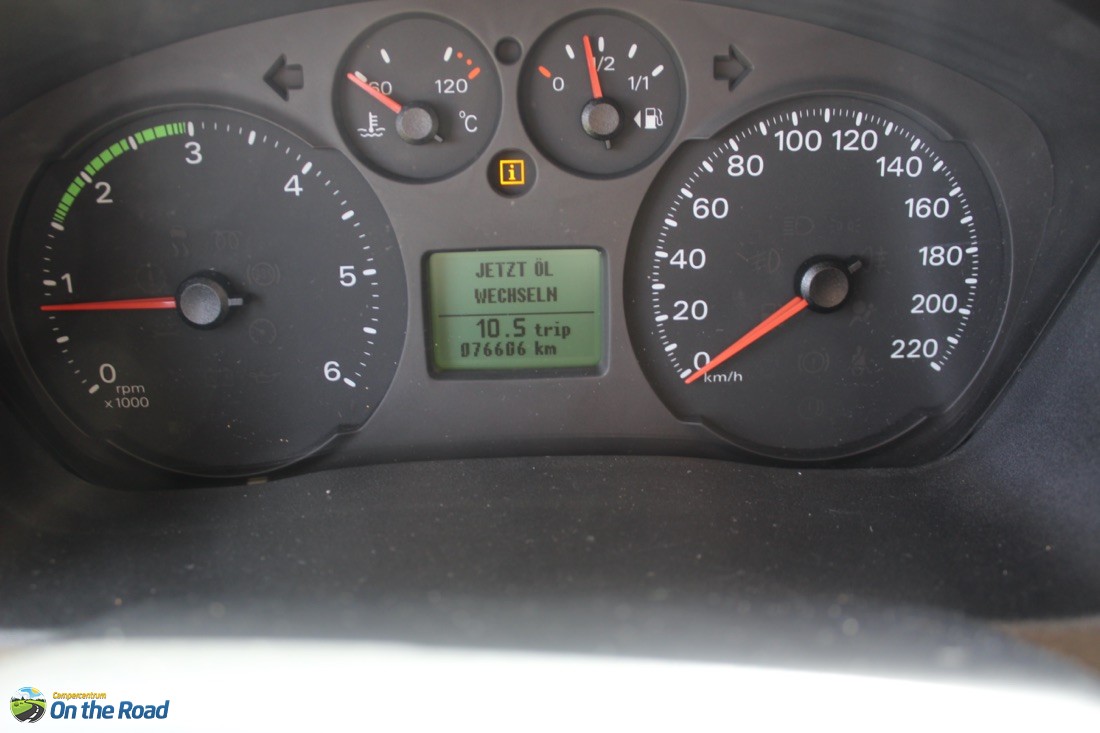 60 120
°C
0 1/2 1/1
1 2 3 4 5 6
0 rpm
x1000
JETZT ÖL
WECHSELN
10.5 trip
076606 km
0 20 40 60 80 100 120 140 160 180 200 220
km/h
i
Campercentrum
On the Road